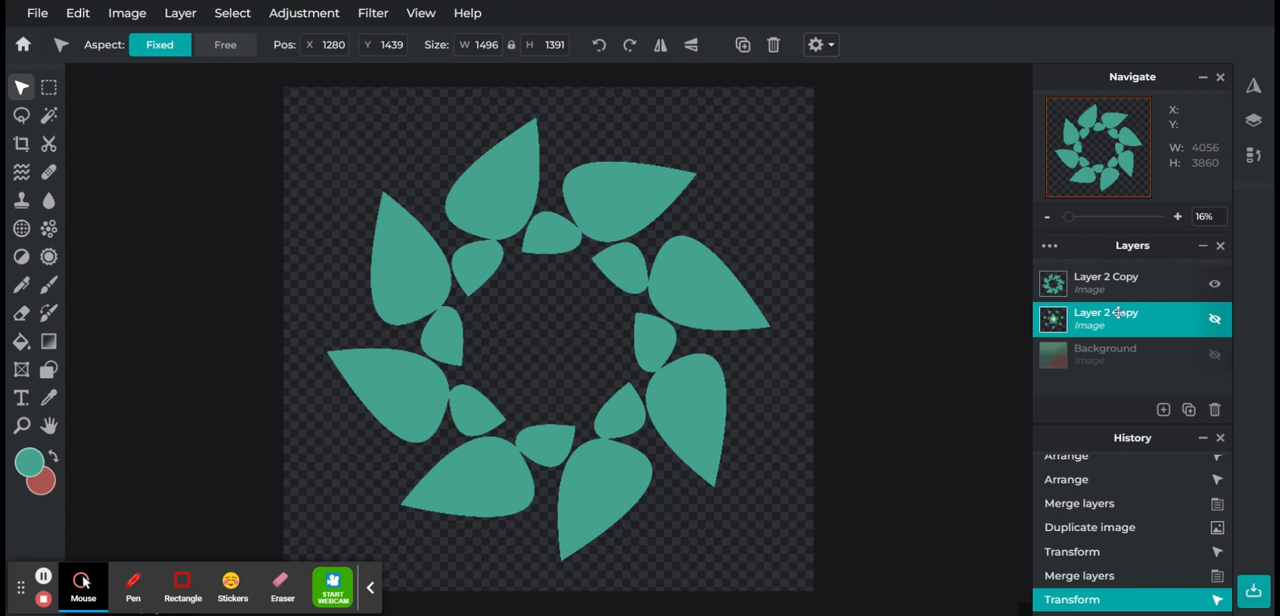 File Edit Image Layer Select Adjustment Filter View Help
Aspect: Fixed Free Pos: X 1280 Y 1439 Size: W 1496 H 1391
Navigate
X:
Y:
W: 4056
H: 3860
- + 16%
Layers
Layer 2 Copy
Image
Layer 2 Copy
Image
Background
Image
History
Arrange
Arrange
Merge layers
Duplicate image
Transform
Merge layers
Transform
Mouse Pen Rectangle Stickers Eraser START
WEBCAM